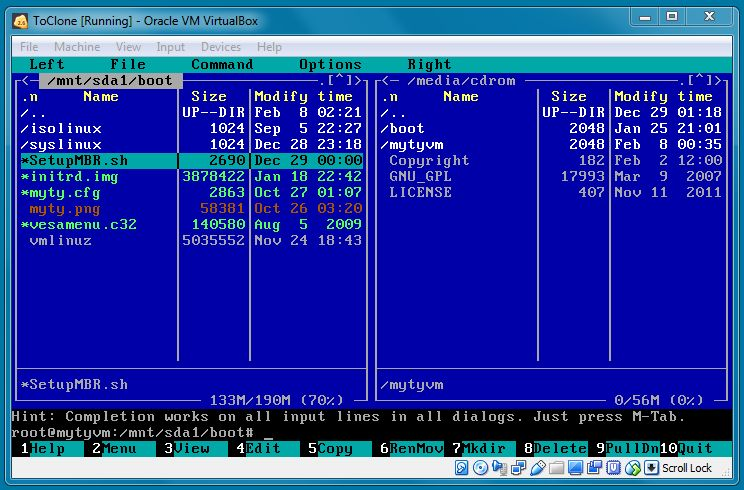 ToClone [Running] - Oracle VM VirtualBox
File Machine View Input Devices Help
Left File Command Options Right
<─ /mnt/sda1/boot .[^]> <─ /media/cdrom .[^]>
.n Name Size Modify time .n Name Size Modify time
/.. UP--DIR Feb 8 02:21 /.. UP--DIR Dec 29 01:18
/isolinux 1024 Sep 5 22:27 /boot 2048 Jan 25 21:01
/syslinux 1024 Dec 28 23:18 /mytyvm 2048 Feb 8 00:35
*SetupMBR.sh 2690 Dec 29 00:00 Copyright 182 Feb 2 12:00
*initrd.img 3878422 Jan 18 22:42 GNU_GPL 17993 Mar 9 2007
*myty.cfg 2863 Oct 27 01:07 LICENSE 407 Nov 11 2011
myty.png 58381 Oct 26 03:20
*vesamenu.c32 140580 Aug 5 2009
vmlinuz 5035552 Nov 24 18:43
*SetupMBR.sh /mytyvm
133M/190M (70%) 0/56M (0%)
Hint: Completion works on all input lines in all dialogs. Just press M-Tab.
root@mytyvm:/mnt/sda1/boot# _
1Help 2Menu 3View 4Edit 5Copy 6RenMov 7Mkdir 8Delete 9PullDn 10Quit
Scroll Lock